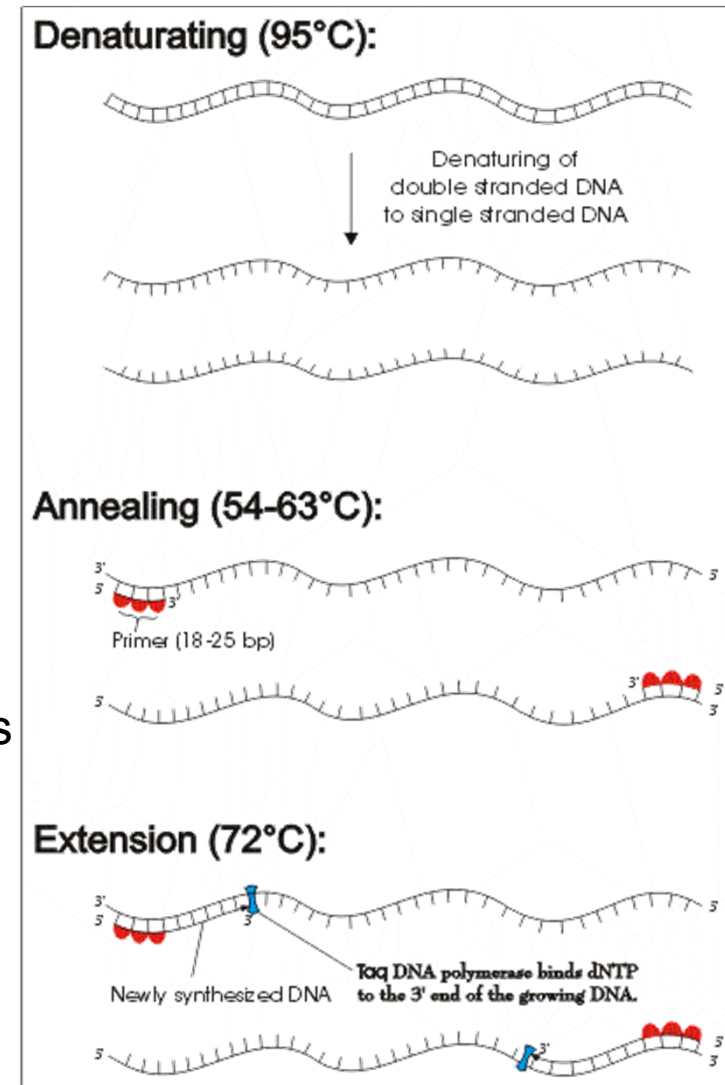 Denaturating (95°C):
Denaturing of
double stranded DNA
to single stranded DNA
Annealing (54-63°C):
3'
5'
3'
5'
Primer (18-25 bp)
3'
5'
5'
3'
s
Extension (72°C):
3'
5'
3'
5'
Taq DNA polymerase binds dNTP
Newly synthesized DNA
to the 3' end of the growing DNA.
3'
5'
5'
3'